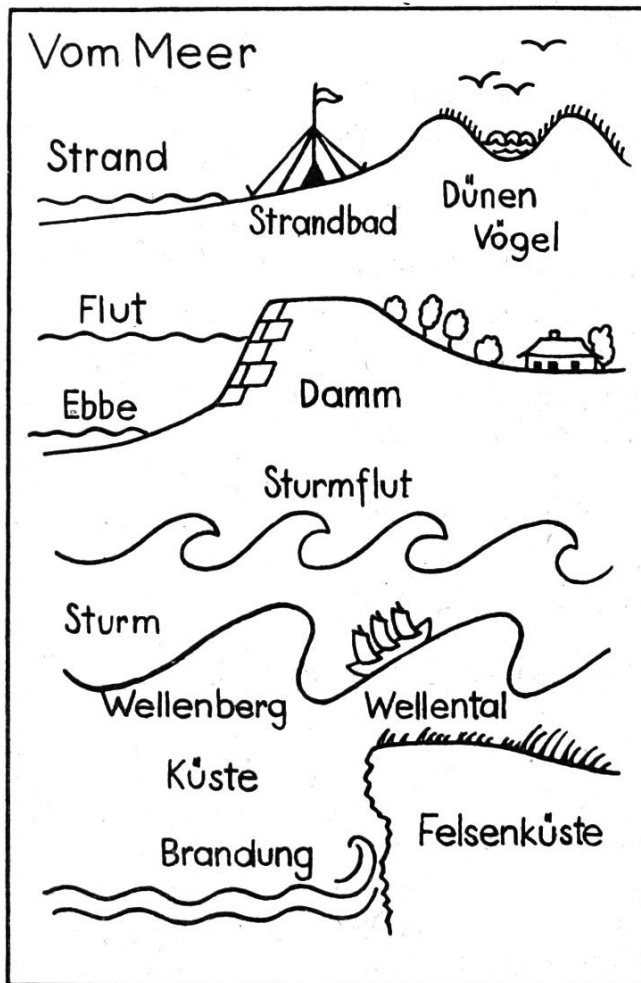 Vom Meer
Strand
Strandbad
Dünen
Vögel
Flut
Ebbe
Damm
Sturmflut
Sturm
Wellenberg Wellental
Küste
Felsenküste
Brandung